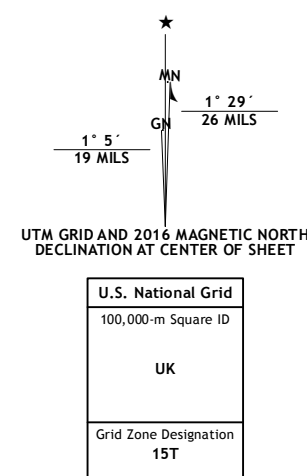 ★
MN
1° 29´
26 MILS
GN
1° 5´
19 MILS
UTM GRID AND 2016 MAGNETIC NORTH
DECLINATION AT CENTER OF SHEET
U.S. National Grid
100,000-m Square ID
UK
Grid Zone Designation
15T